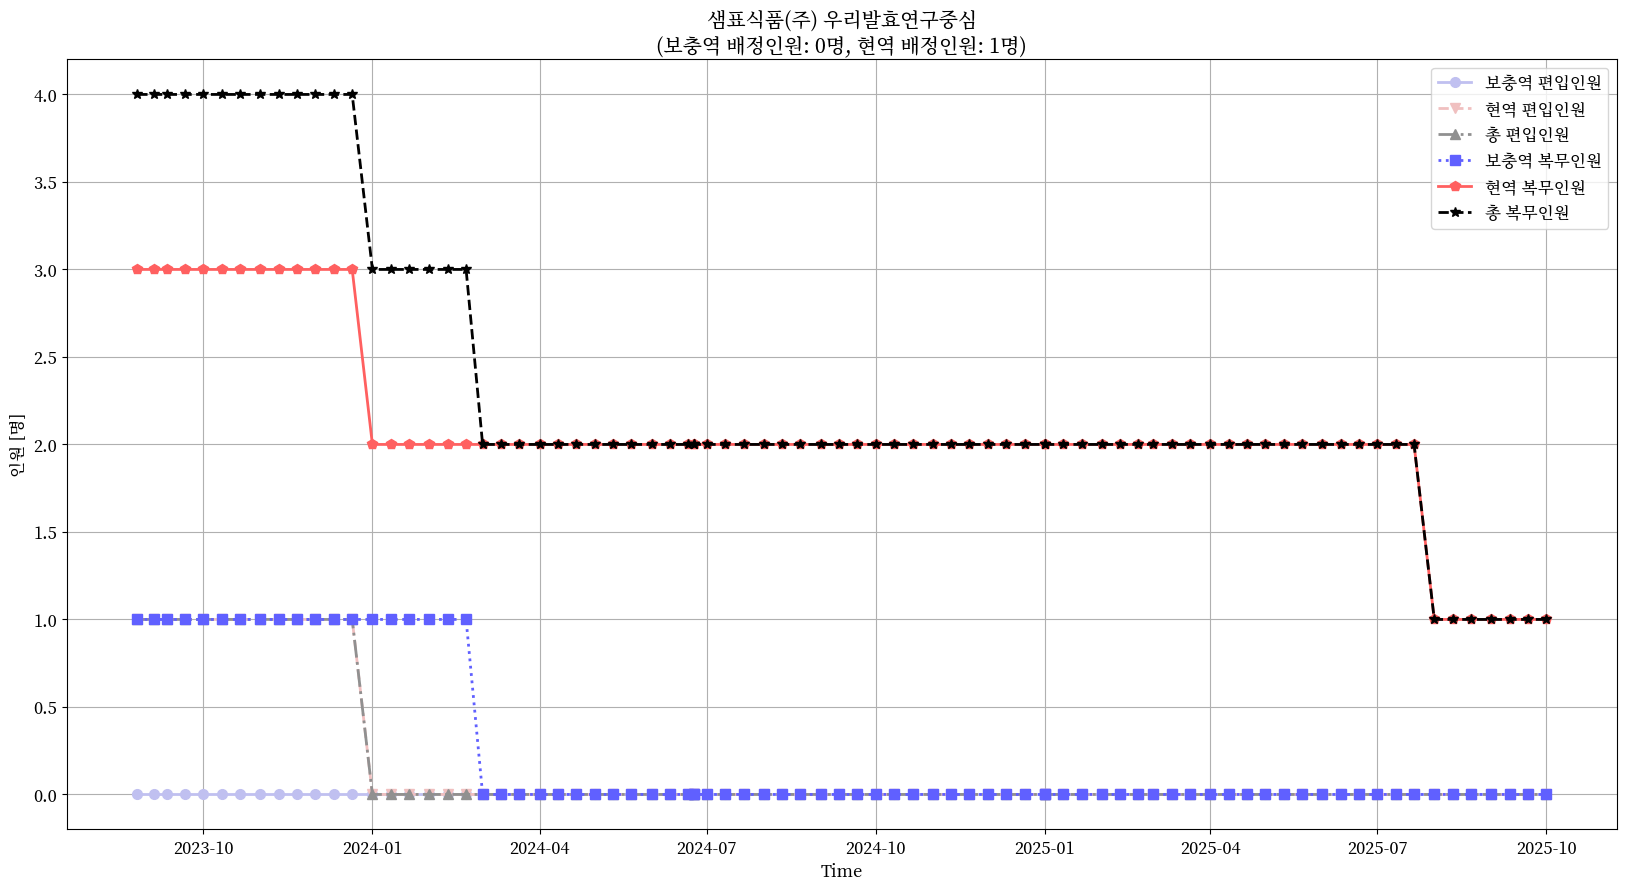 샘표식품(주) 우리발효연구중심
(보충역 배정인원: 0명, 현역 배정인원: 1명)
보충역 편입인원
현역 편입인원
총 편입인원
보충역 복무인원
현역 복무인원
총 복무인원
인원 [명]
4.0
3.5
3.0
2.5
2.0
1.5
1.0
0.5
0.0
2023-10
2024-01
2024-04
2024-07
2024-10
2025-01
2025-04
2025-07
2025-10
Time